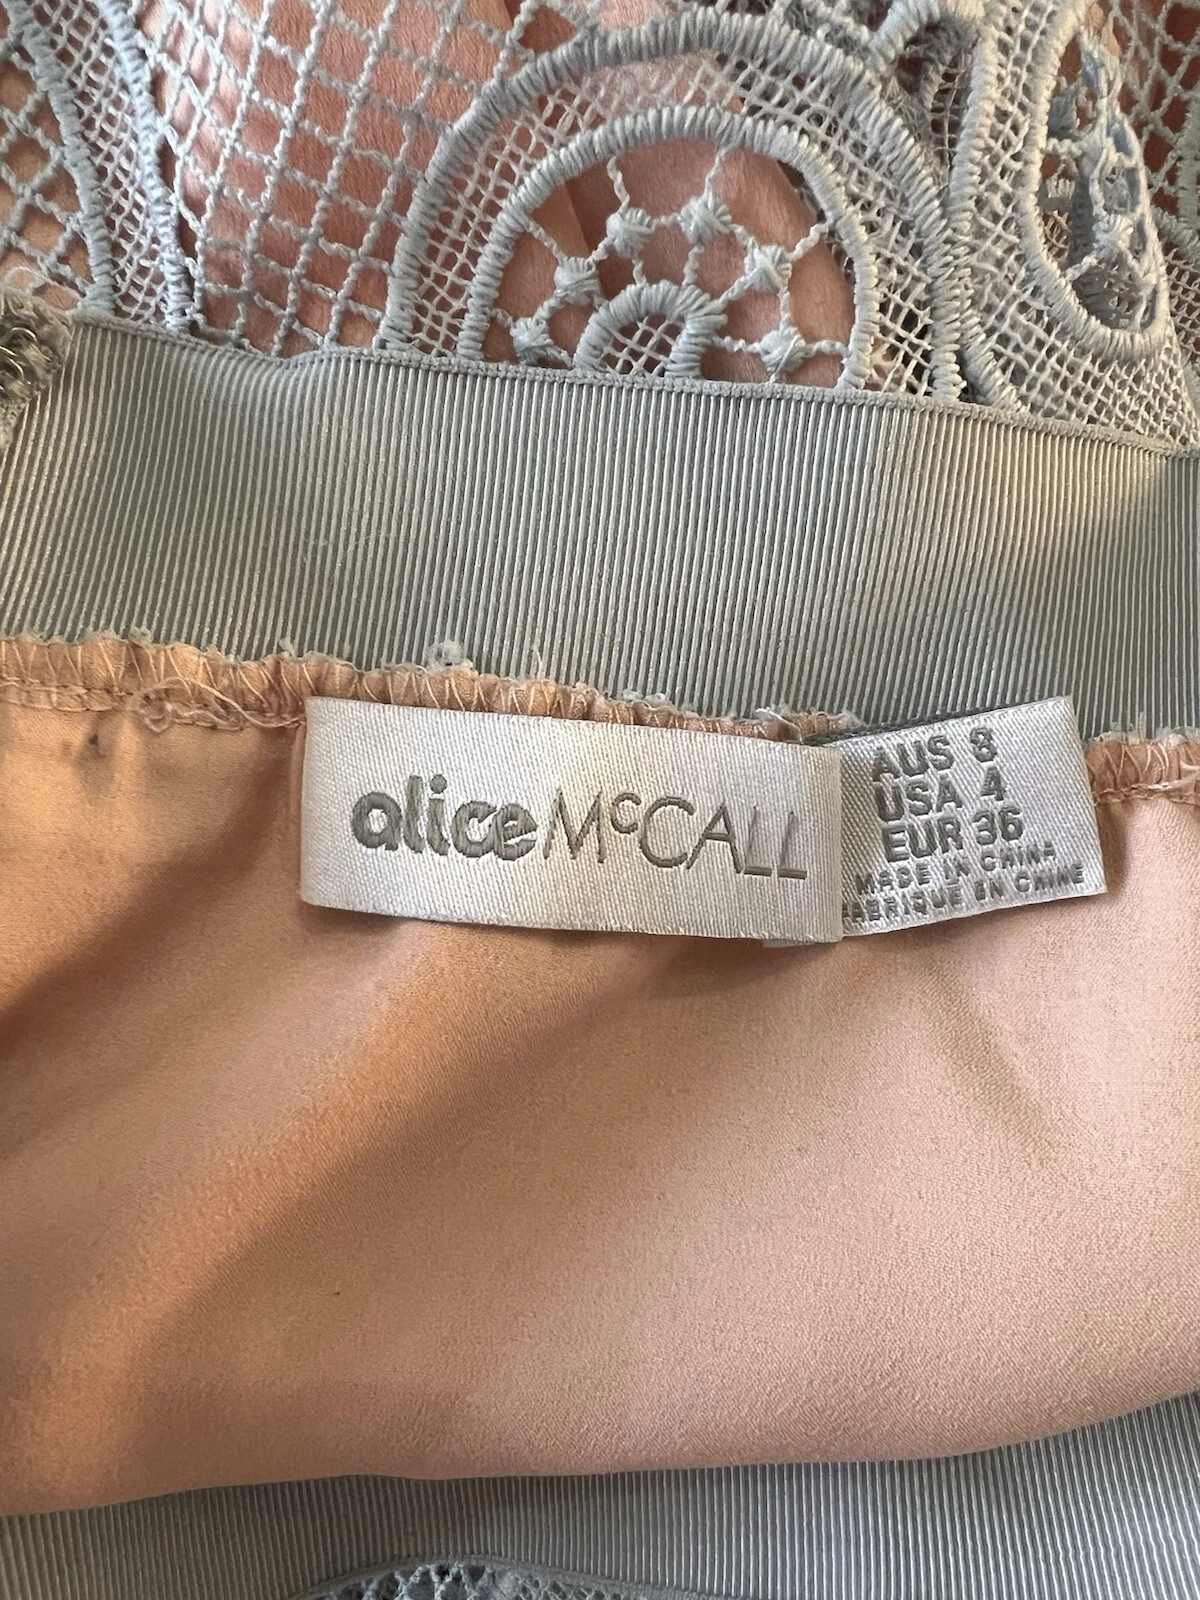 alice McCALL
AUS 8
USA 4
EUR 36
MADE IN CHINA
FABRIQUE EN CHINE